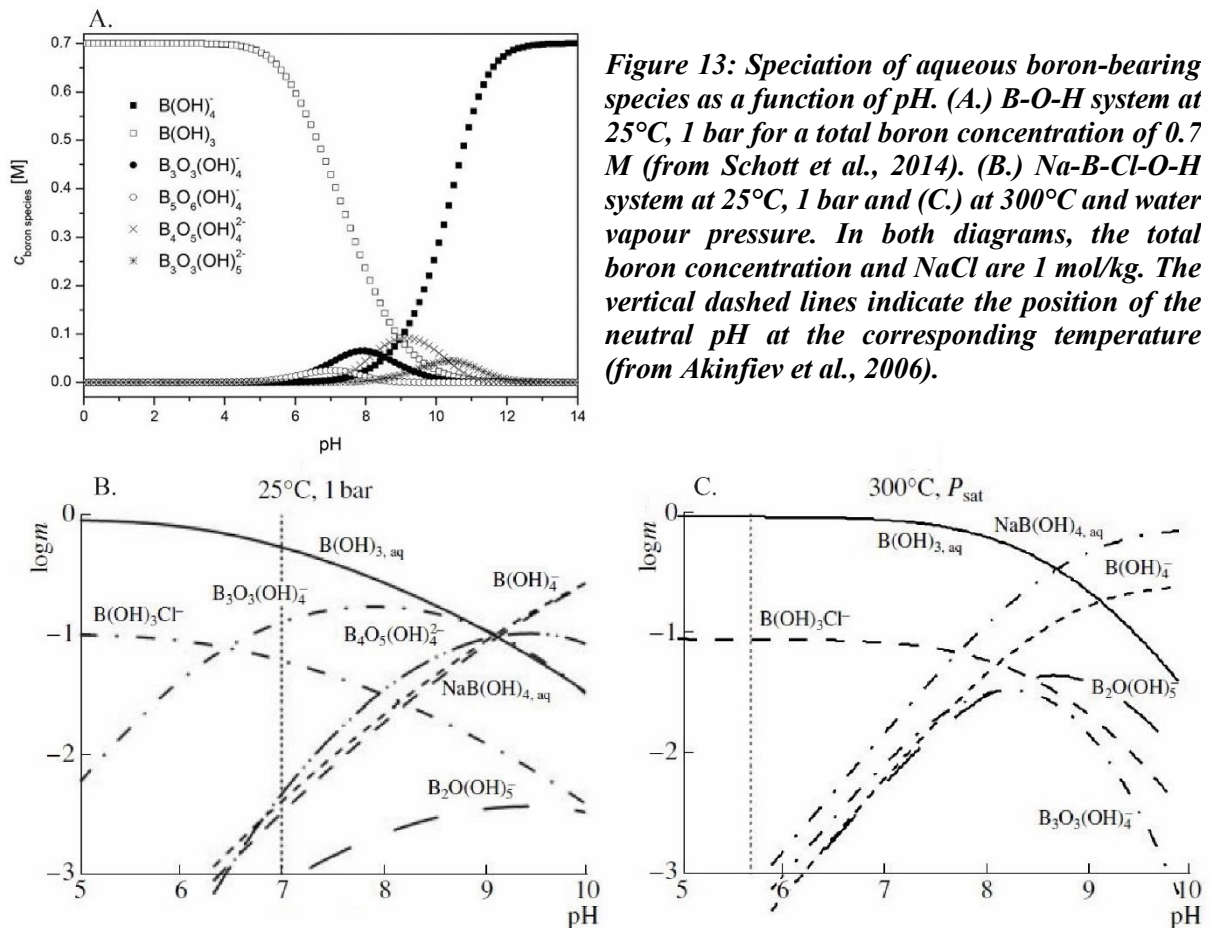 A.
0.7
0.6
0.5
0.4
0.3
0.2
0.1
0.0
c boron species [M]
B(OH)₄⁻
B(OH)₃
B₃O₃(OH)₄⁻
B₅O₆(OH)₄⁻
B₄O₅(OH)₄²⁻
B₃O₃(OH)₅²⁻
0 2 4 6 8 10 12 14
pH
Figure 13: Speciation of aqueous boron-bearing
species as a function of pH. (A.) B-O-H system at
25°C, 1 bar for a total boron concentration of 0.7
M (from Schott et al., 2014). (B.) Na-B-Cl-O-H
system at 25°C, 1 bar and (C.) at 300°C and water
vapour pressure. In both diagrams, the total
boron concentration and NaCl are 1 mol/kg. The
vertical dashed lines indicate the position of the
neutral pH at the corresponding temperature
(from Akinfiev et al., 2006).
B.
25°C, 1 bar
0
logm
B(OH)₃, aq
B(OH)₄⁻
B₃O₃(OH)₄⁻
B(OH)₃Cl⁻
−1
B₄O₅(OH)₄²⁻
NaB(OH)₄, aq
−2
B₂O(OH)₅⁻
−3
5 6 7 8 9 10
pH
C.
300°C, Psat
0
logm
NaB(OH)₄, aq
B(OH)₃, aq
B(OH)₄⁻
B(OH)₃Cl⁻
−1
B₂O(OH)₅⁻
−2
B₃O₃(OH)₄⁻
−3
5 6 7 8 9 10
pH